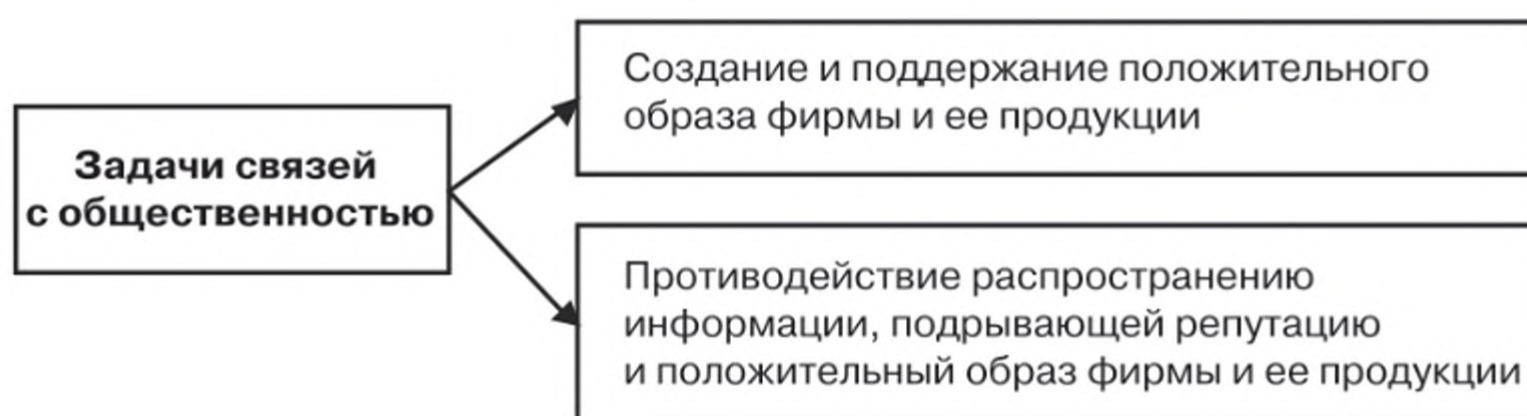 Задачи связей
с общественностью
Создание и поддержание положительного
образа фирмы и ее продукции
Противодействие распространению
информации, подрывающей репутацию
и положительный образ фирмы и ее продукции